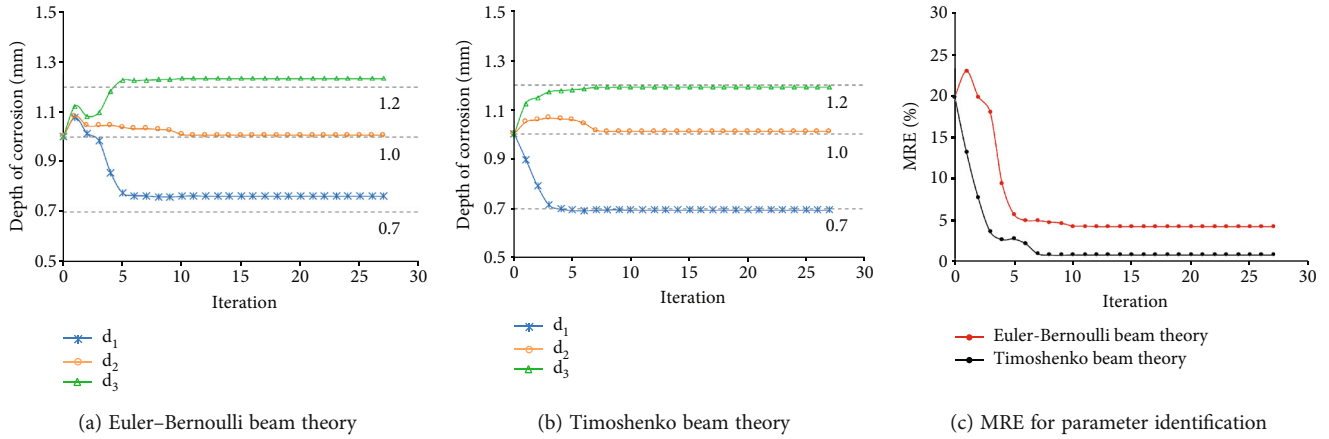 1.5
1.3
1.1
0.9
0.7
0.5
Depth of corrosion (mm)
1.2
1.0
0.7
0
5
10
15
20
25
30
Iteration
d1
d2
d3
(a) Euler–Bernoulli beam theory
1.5
1.3
1.1
0.9
0.7
0.5
Depth of corrosion (mm)
1.2
1.0
0.7
0
5
10
15
20
25
30
Iteration
d1
d2
d3
(b) Timoshenko beam theory
30
25
20
15
10
5
0
MRE (%)
0
5
10
15
20
25
30
Iteration
Euler-Bernoulli beam theory
Timoshenko beam theory
(c) MRE for parameter identification